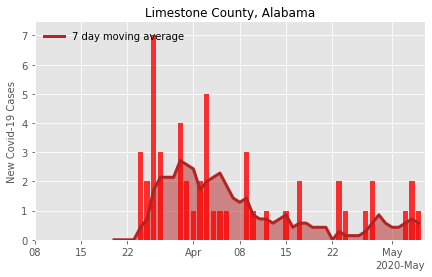 Limestone County, Alabama
7 day moving average
New Covid-19 Cases
7
6
5
4
3
2
1
0
08 15 22 Apr 08 15 22 May
2020-May